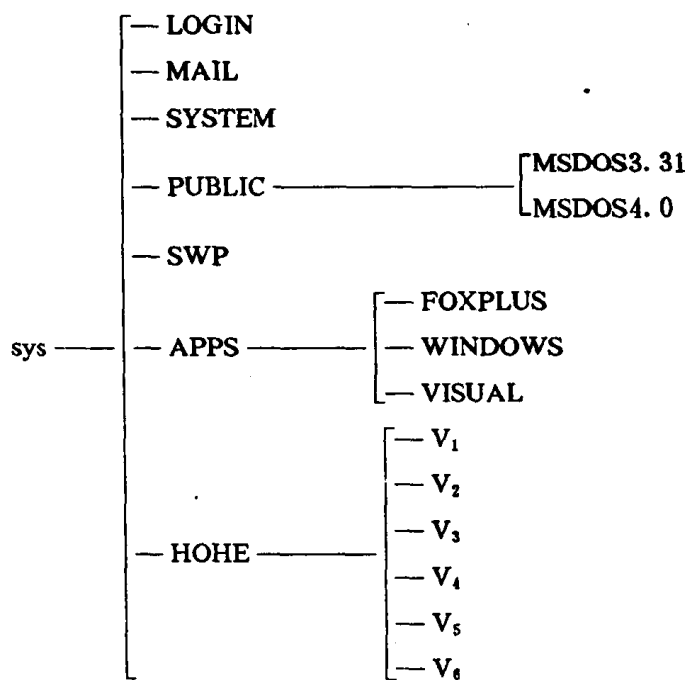 LOGIN
MAIL
SYSTEM
PUBLIC
MSDOS3.31
MSDOS4.0
SWP
sys
APPS
FOXPLUS
WINDOWS
VISUAL
HOHE
V₁
V₂
V₃
V₄
V₅
V₆